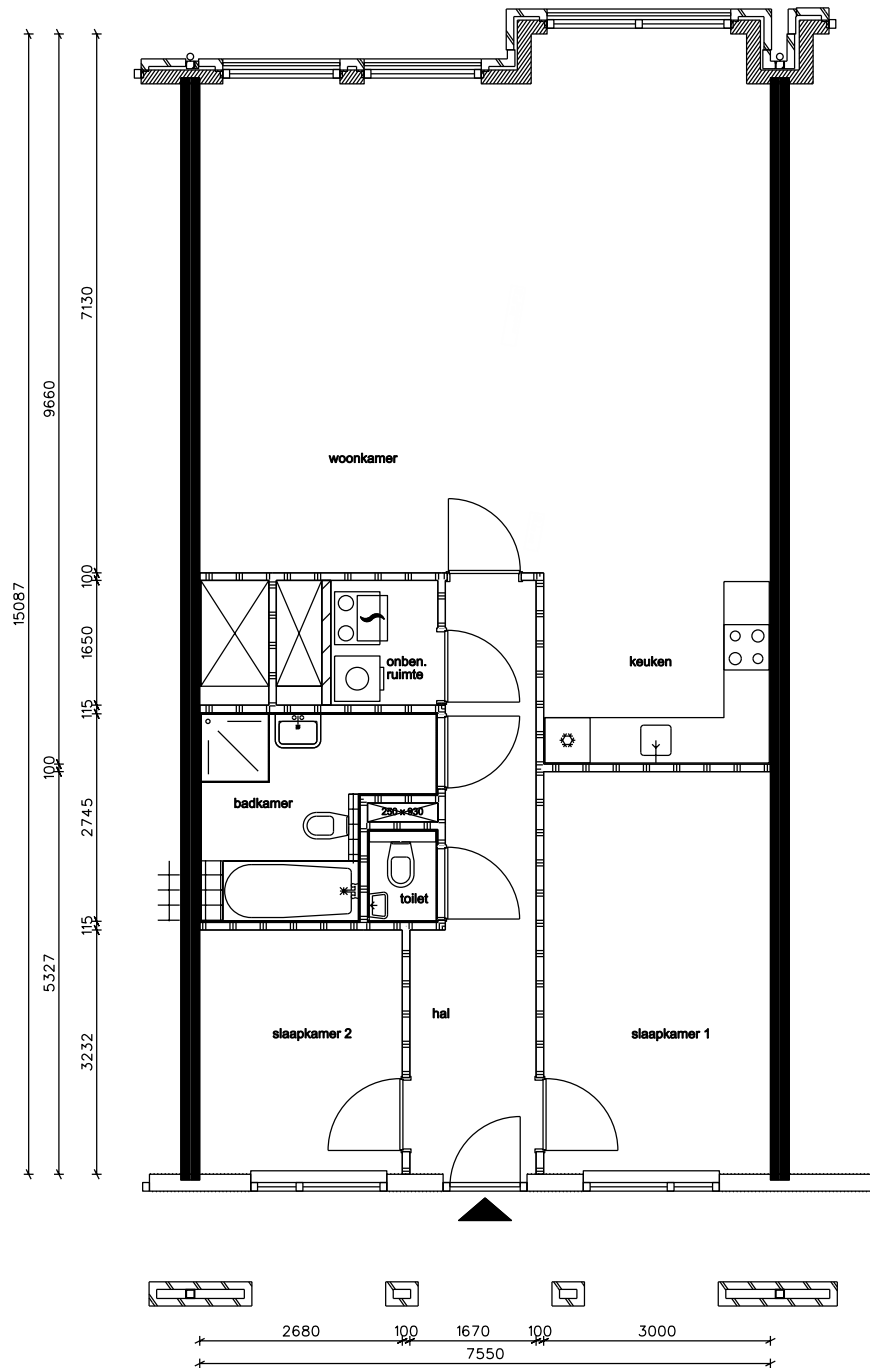 7130
9660
woonkamer
15087
100
1650
onben.
ruimte
keuken
115
100
2745
badkamer
250 x 930
toilet
115
5327
hal
3232
slaapkamer 2
slaapkamer 1
2680
100
1670
100
3000
7550